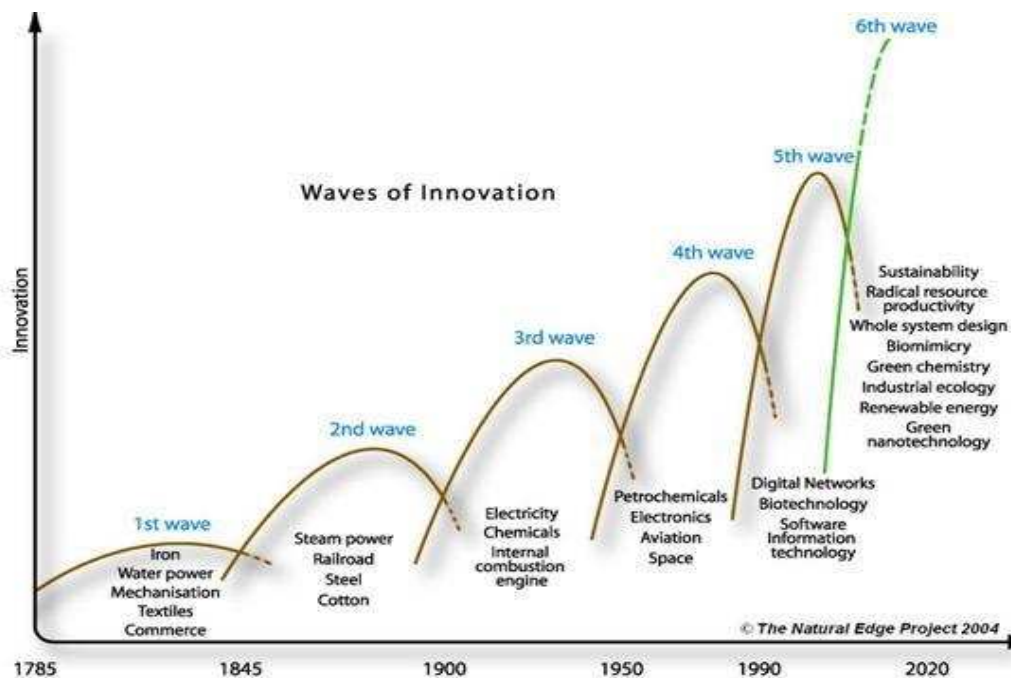 6th wave
5th wave
Waves of Innovation
4th wave
3rd wave
2nd wave
1st wave
Innovation
Iron
Water power
Mechanisation
Textiles
Commerce
Steam power
Railroad
Steel
Cotton
Electricity
Chemicals
Internal
combustion
engine
Petrochemicals
Electronics
Aviation
Space
Digital Networks
Biotechnology
Software
Information
technology
Sustainability
Radical resource
productivity
Whole system design
Biomimicry
Green chemistry
Industrial ecology
Renewable energy
Green
nanotechnology
© The Natural Edge Project 2004
1785 1845 1900 1950 1990 2020